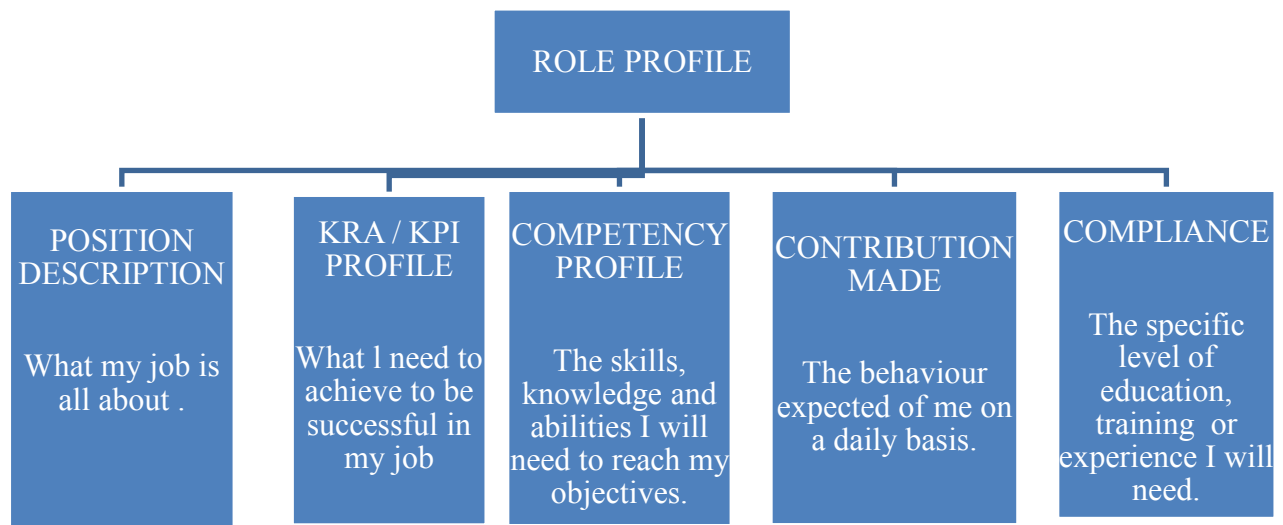 ROLE PROFILE
POSITION
DESCRIPTION
What my job is
all about .
KRA / KPI
PROFILE
What l need to
achieve to be
successful in
my job
COMPETENCY
PROFILE
The skills,
knowledge and
abilities I will
need to reach my
objectives.
CONTRIBUTION
MADE
The behaviour
expected of me on
a daily basis.
COMPLIANCE
The specific
level of
education,
training or
experience I will
need.